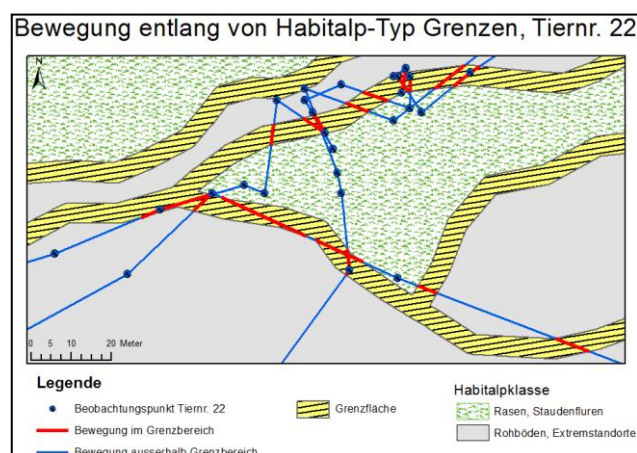 Bewegung entlang von Habitalp-Typ Grenzen, Tiernr. 22
N
0 5 10 20 Meter
Legende
Beobachtungspunkt Tiernr. 22
Bewegung im Grenzbereich
Bewegung ausserhalb Grenzbereich
Grenzfläche
Habitalpklasse
Rasen, Staudenfluren
Rohböden, Extremstandorte